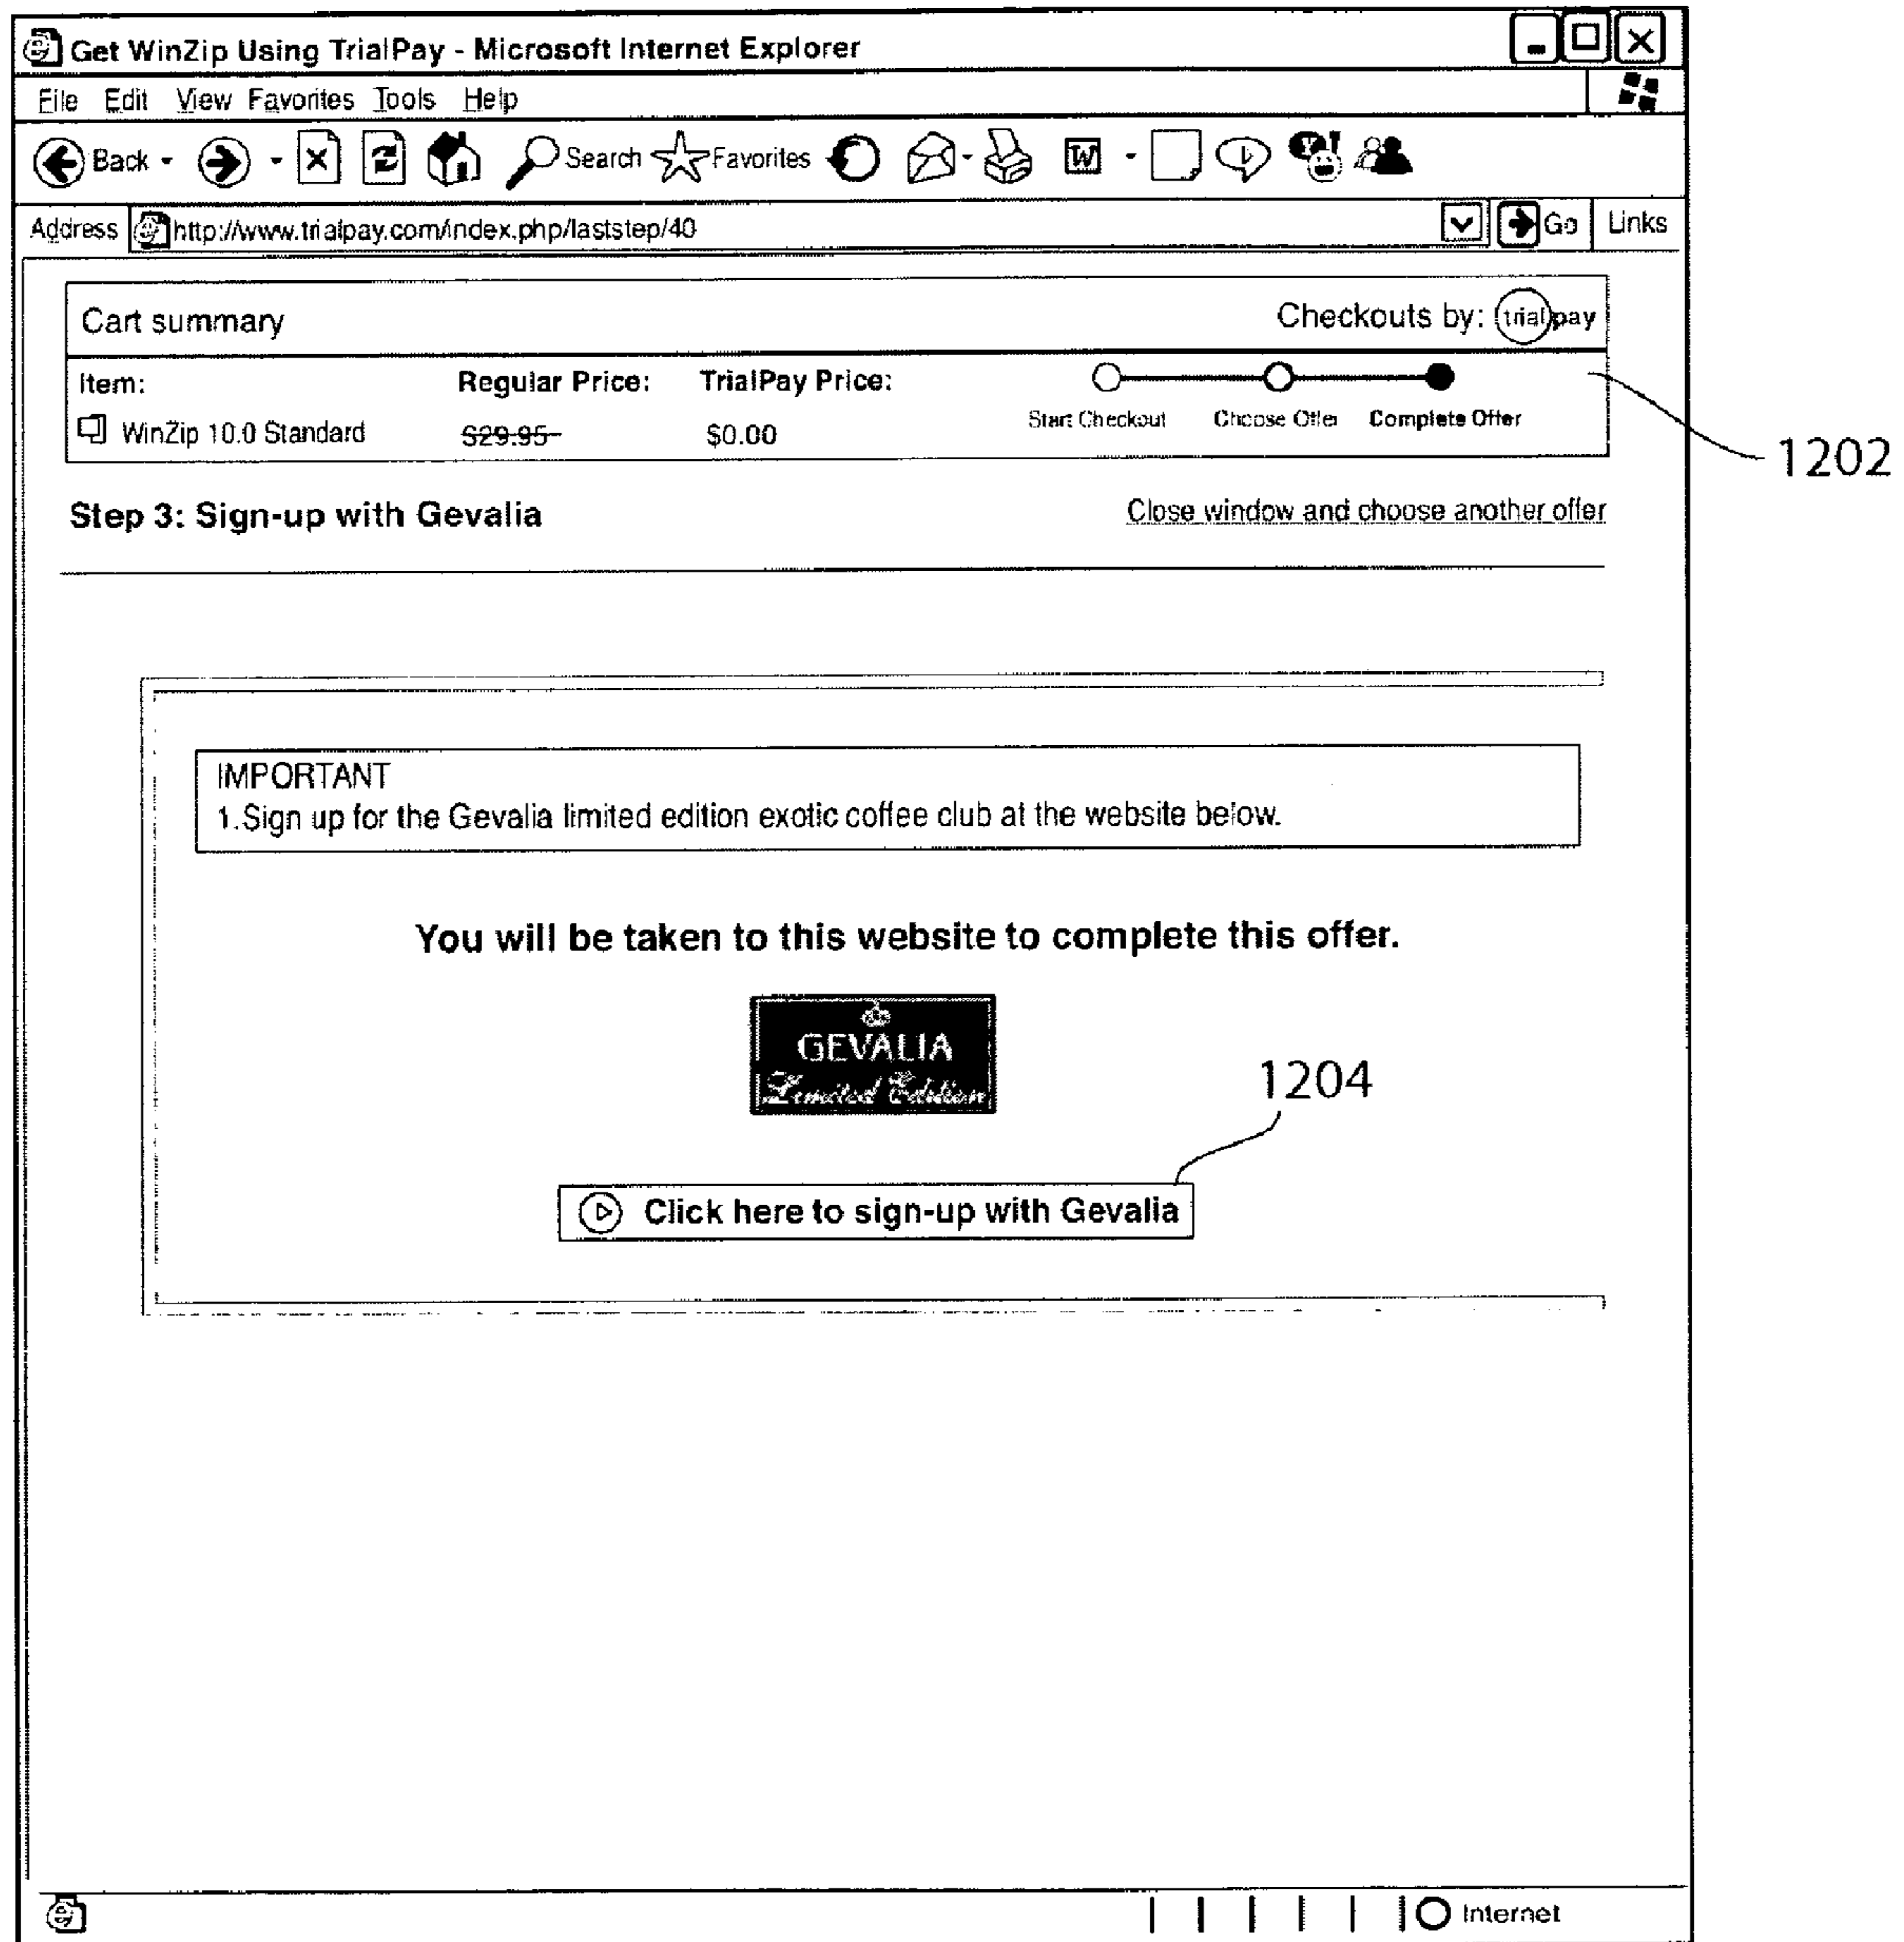 Get WinZip Using TrialPay - Microsoft Internet Explorer
File Edit View Favorites Tools Help
Back Search Favorites W
Address http://www.trialpay.com/index.php/laststep/40 Go Links
Cart summary Checkouts by: trialpay
Item: Regular Price: TrialPay Price:
Start Checkout Choose Offer Complete Offer
WinZip 10.0 Standard $29.95 $0.00
1202
Step 3: Sign-up with Gevalia Close window and choose another offer
IMPORTANT
1.Sign up for the Gevalia limited edition exotic coffee club at the website below.
You will be taken to this website to complete this offer.
GEVALIA
Limited Edition
1204
Click here to sign-up with Gevalia
Internet